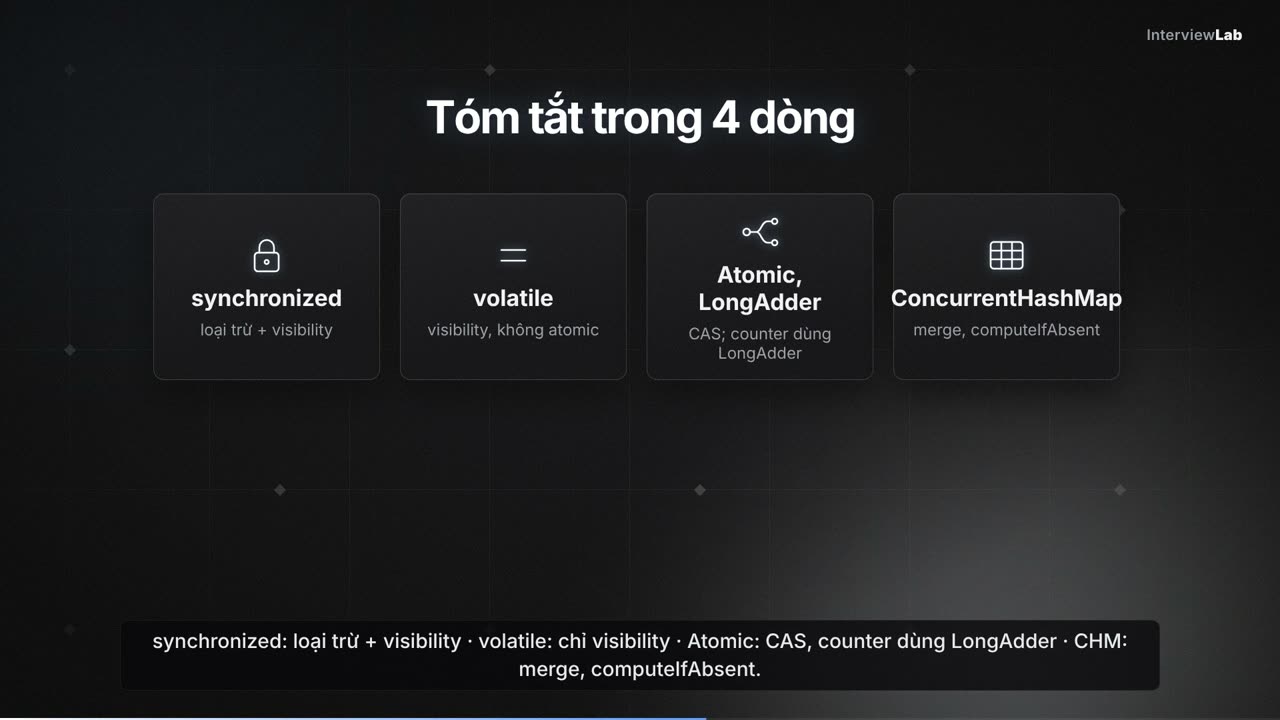 InterviewLab
Tóm tắt trong 4 dòng
synchronized
loại trừ + visibility
volatile
visibility, không atomic
Atomic,
LongAdder
CAS; counter dùng
LongAdder
ConcurrentHashMap
merge, computeIfAbsent
synchronized: loại trừ + visibility · volatile: chỉ visibility · Atomic: CAS, counter dùng LongAdder · CHM:
merge, computeIfAbsent.